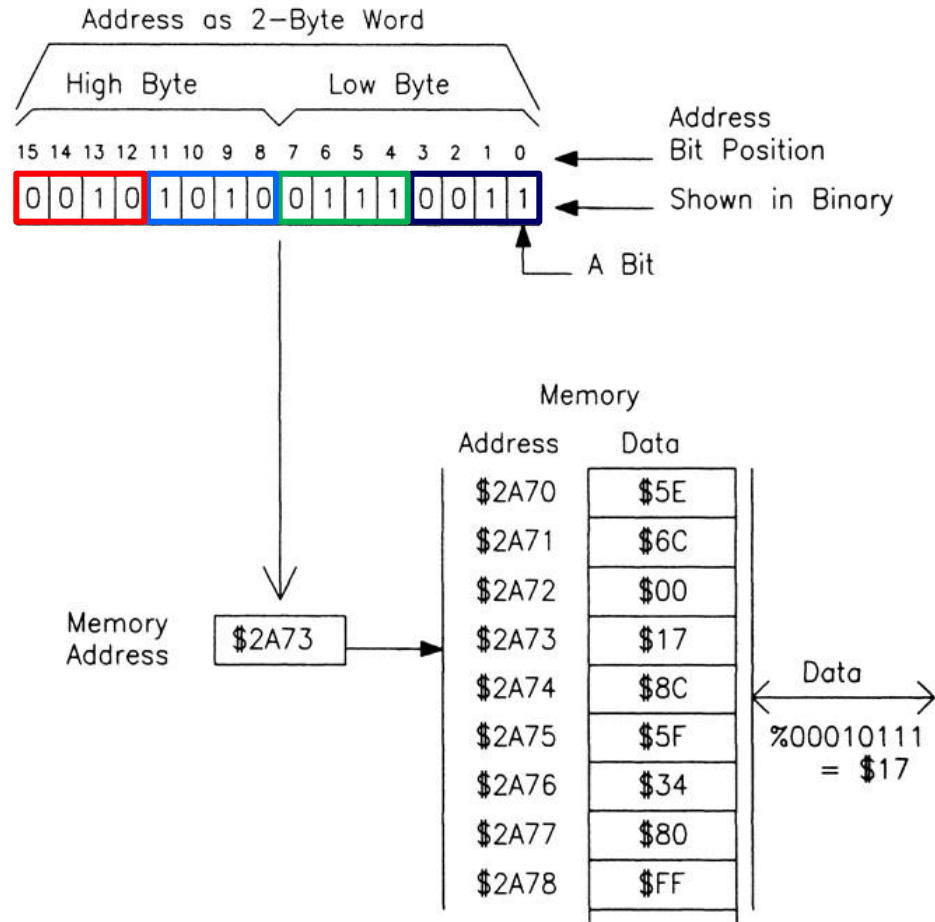 Address as 2-Byte Word
High Byte Low Byte
15 14 13 12 11 10 9 8 7 6 5 4 3 2 1 0
Address
Bit Position
0 0 1 0 1 0 1 0 0 1 1 1 0 0 1 1
Shown in Binary
A Bit
Memory
Address Data
$2A70 $5E
$2A71 $6C
$2A72 $00
$2A73 $17
$2A74 $8C
$2A75 $5F
$2A76 $34
$2A77 $80
$2A78 $FF
Memory
Address
$2A73
Data
%00010111
= $17